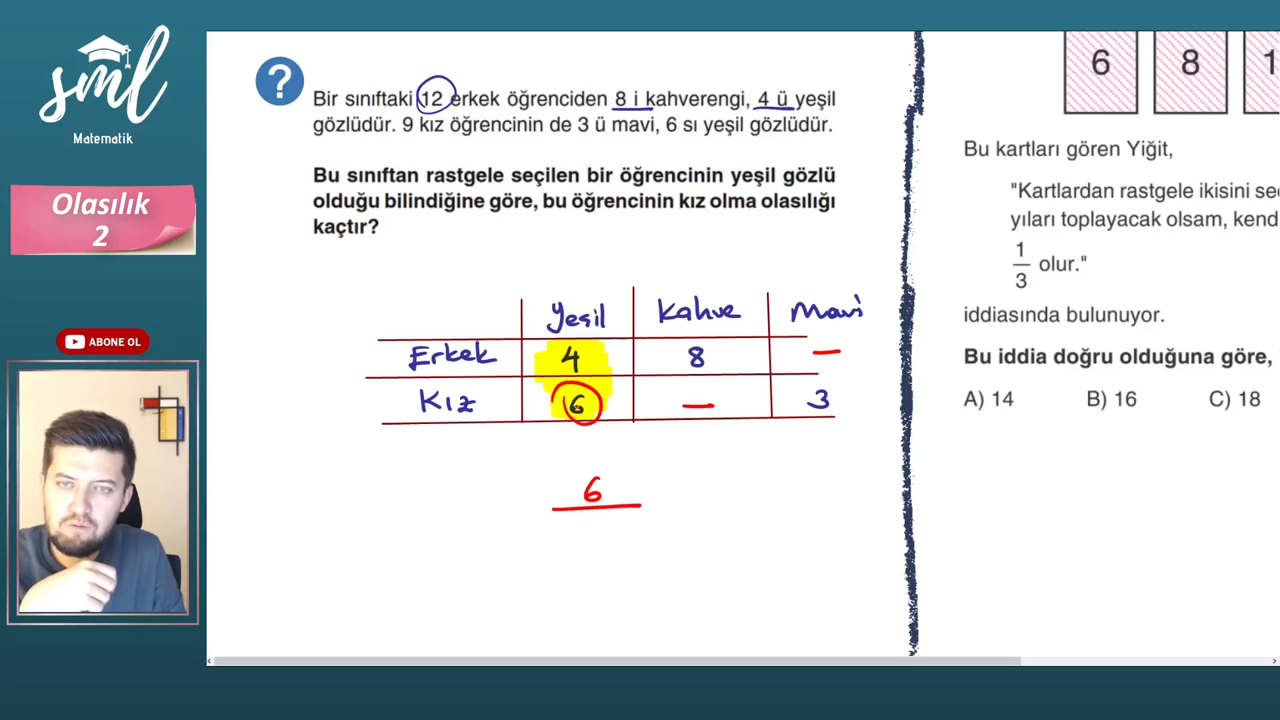 sml
Matematik
Olasılık
2
ABONE OL
?
Bir sınıftaki 12 erkek öğrenciden 8 i kahverengi, 4 ü yeşil
gözlüdür. 9 kız öğrencinin de 3 ü mavi, 6 sı yeşil gözlüdür.
Bu sınıftan rastgele seçilen bir öğrencinin yeşil gözlü
olduğu bilindiğine göre, bu öğrencinin kız olma olasılığı
kaçtır?
Yeşil Kahve Mavi
Erkek 4 8 —
Kız 6 — 3
6
6 8 1
Bu kartları gören Yiğit,
"Kartlardan rastgele ikisini seç
yıları toplayacak olsam, kend
1
3
olur."
iddiasında bulunuyor.
Bu iddia doğru olduğuna göre,
A) 14 B) 16 C) 18